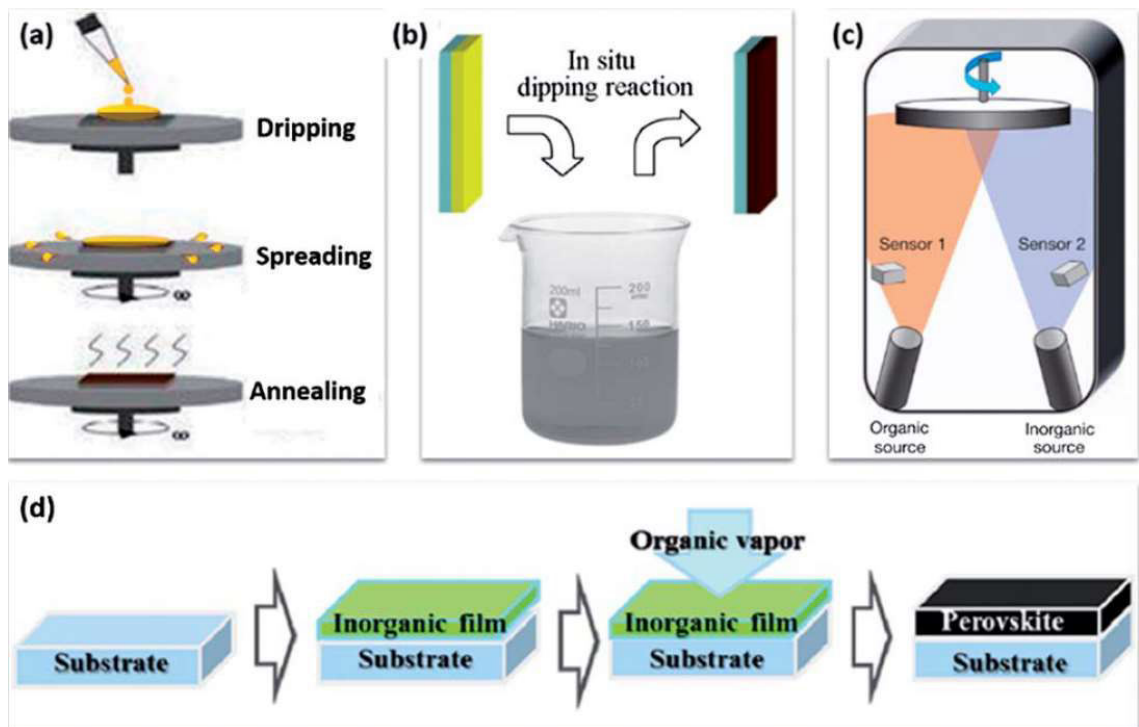 (a)
Dripping
Spreading
ω
Annealing
ω
(b)
In situ
dipping reaction
200ml
200
150
100
(c)
Sensor 1
Sensor 2
Organic
source
Inorganic
source
(d)
Substrate
Inorganic film
Substrate
Organic vapor
Inorganic film
Substrate
Perovskite
Substrate